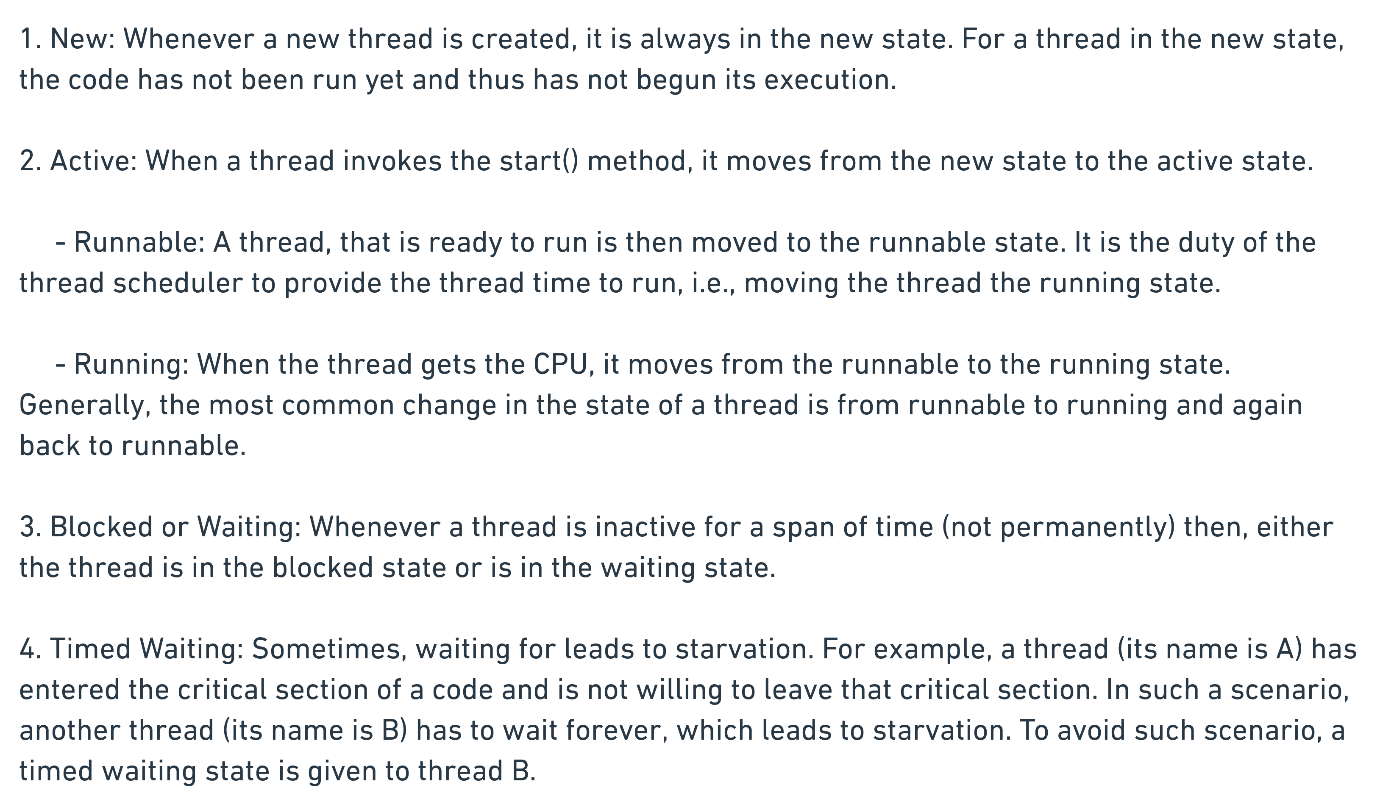 1. New: Whenever a new thread is created, it is always in the new state. For a thread in the new state,
the code has not been run yet and thus has not begun its execution.
2. Active: When a thread invokes the start() method, it moves from the new state to the active state.
- Runnable: A thread, that is ready to run is then moved to the runnable state. It is the duty of the
thread scheduler to provide the thread time to run, i.e., moving the thread the running state.
- Running: When the thread gets the CPU, it moves from the runnable to the running state.
Generally, the most common change in the state of a thread is from runnable to running and again
back to runnable.
3. Blocked or Waiting: Whenever a thread is inactive for a span of time (not permanently) then, either
the thread is in the blocked state or is in the waiting state.
4. Timed Waiting: Sometimes, waiting for leads to starvation. For example, a thread (its name is A) has
entered the critical section of a code and is not willing to leave that critical section. In such a scenario,
another thread (its name is B) has to wait forever, which leads to starvation. To avoid such scenario, a
timed waiting state is given to thread B.